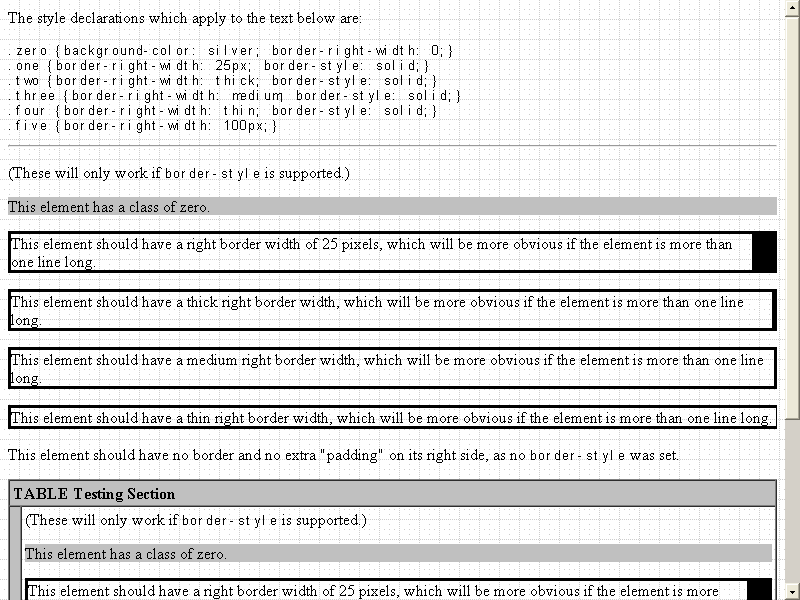 The style declarations which apply to the text below are:
.zero {background-color: silver; border-right-width: 0;}
.one {border-right-width: 25px; border-style: solid;}
.two {border-right-width: thick; border-style: solid;}
.three {border-right-width: medium; border-style: solid;}
.four {border-right-width: thin; border-style: solid;}
.five {border-right-width: 100px;}
(These will only work if border-style is supported.)
This element has a class of zero.
This element should have a right border width of 25 pixels, which will be more obvious if the element is more than
one line long.
This element should have a thick right border width, which will be more obvious if the element is more than one line
long.
This element should have a medium right border width, which will be more obvious if the element is more than one line
long.
This element should have a thin right border width, which will be more obvious if the element is more than one line long.
This element should have no border and no extra "padding" on its right side, as no border-style was set.
TABLE Testing Section
(These will only work if border-style is supported.)
This element has a class of zero.
This element should have a right border width of 25 pixels, which will be more obvious if the element is more